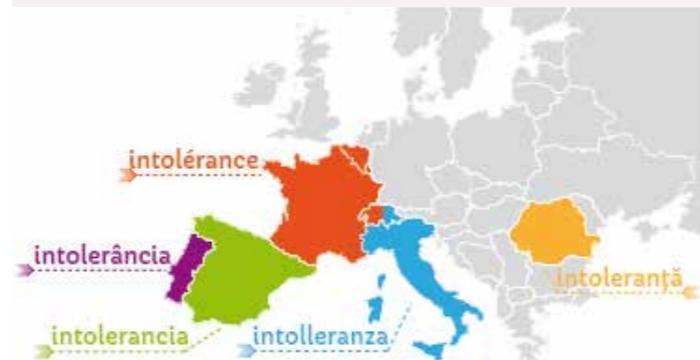 intolérance
intolerância
intoleranță
intolerancia
intolleranza